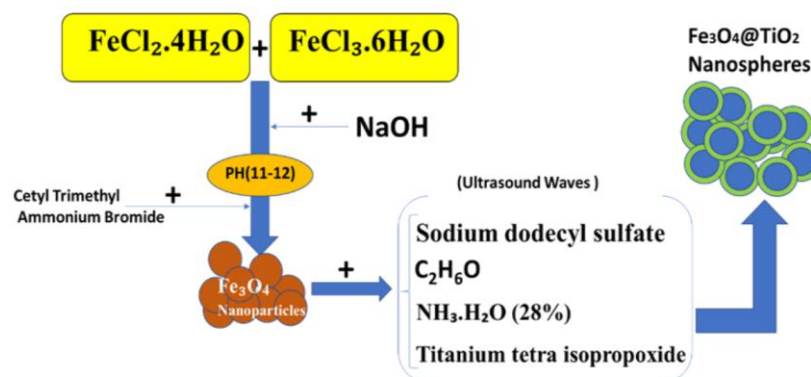 FeCl₂.4H₂O + FeCl₃.6H₂O
+
NaOH
PH(11-12)
Cetyl Trimethyl
Ammonium Bromide
+
Fe₃O₄
Nanoparticles
+
(Ultrasound Waves )
Sodium dodecyl sulfate
C₂H₆O
NH₃.H₂O (28%)
Titanium tetra isopropoxide
Fe₃O₄@TiO₂
Nanospheres